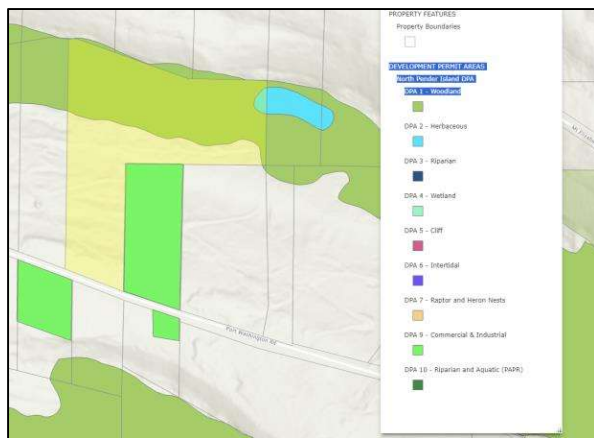 PROPERTY FEATURES
Property Boundaries
DEVELOPMENT PERMIT AREAS
North Pender Island DPA
DPA 1 - Woodland
DPA 2 - Herbaceous
DPA 3 - Riparian
DPA 4 - Wetland
DPA 5 - Cliff
DPA 6 - Intertidal
DPA 7 - Raptor and Heron Nests
DPA 9 - Commercial & Industrial
DPA 10 - Riparian and Aquatic (PAPR)
Port Washington Rd